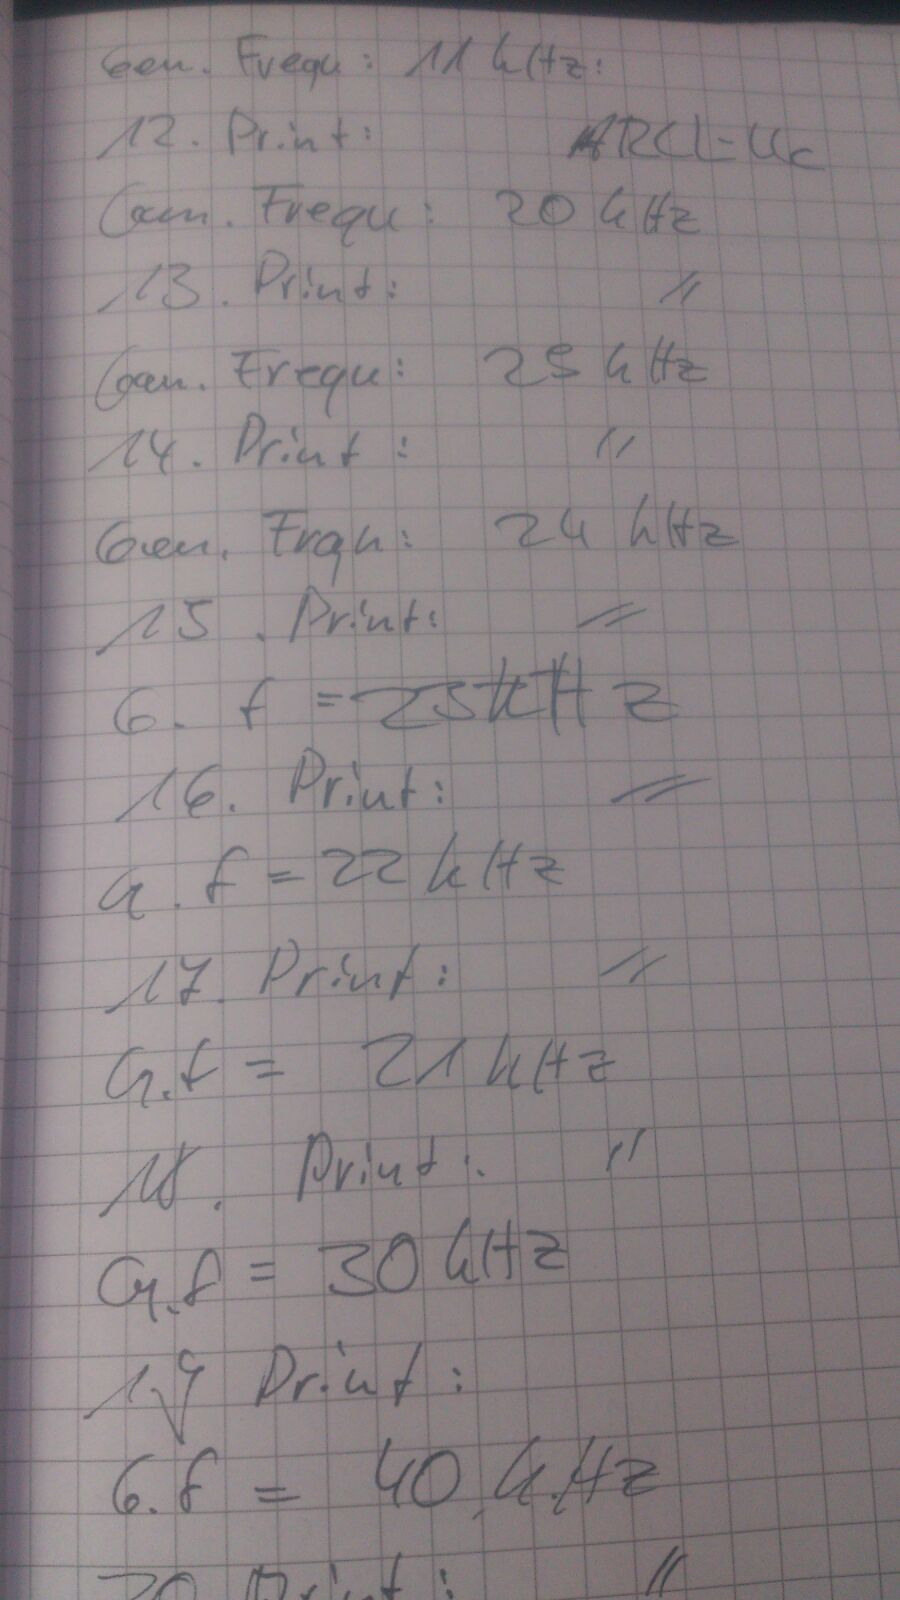 Gen. Frequ: 11 kHz:
12. Print: ARCL-Uc
Gen. Frequ: 20 kHz
13. Print: "
Gen. Frequ: 25 kHz
14. Print: "
Gen. Frqu: 24 kHz
15. Print: "
G. f = 23 kHz
16. Print: "
G. f = 22 kHz
17. Print: "
G. f = 21 kHz
18. Print: "
G. f = 30 kHz
19 Print:
G. f = 40 kHz
20. Print: "